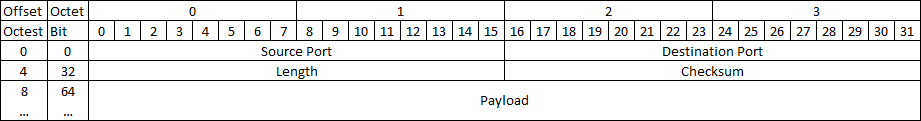 Offset Octet 0 1 2 3
Octest Bit 0 1 2 3 4 5 6 7 8 9 10 11 12 13 14 15 16 17 18 19 20 21 22 23 24 25 26 27 28 29 30 31
0 0 Source Port Destination Port
4 32 Length Checksum
8 64 Payload
... ...